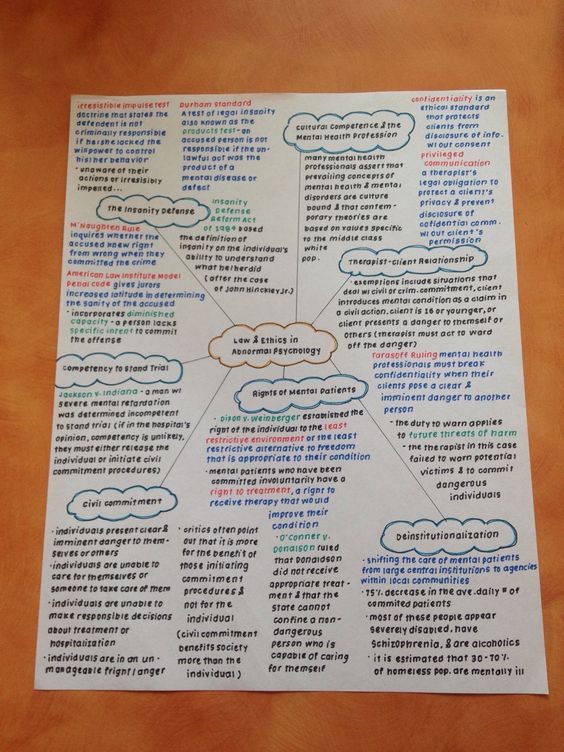 irresistible impulse test
doctrine that states the
defendent is not
criminally responsible
if he/she lacked the
willpower to control
his/her behavior
- unaware of their
actions or irresisibly
impelled...
Durham Standard
A test of legal insanity
also known as the
products test - an
accused person is not
responsible if the un-
lawful act was the
product of a
mental disease or
defect
Cultural Competence & the
Mental Health Profession
many mental health
professionals assert that
prevailing concepts of
mental health & mental
disorders are culture
bound & that contem-
porary theories are
based on values specific
to the middle class
white
pop.
Confidentiality is an
ethical standard
that protects
clients from
disclosure of info.
w/out consent
Privileged
communication
a therapist's
legal obligation to
protect a client's
privacy & prevent
disclosure of
cofidential comm.
w/out client's
permission
The Insanity Defense
Insanity
Defense
Reform Act
of 1984 based
the definition of
insanity on the individual's
ability to understand
what he/her did
(after the case
of John Hinckley Jr.)
M'Naughten Rule
inquires whether the
accused knew right
from wrong when they
committed the crime
American Law Institute Model
Penal Code gives jurors
increased latitude in determining
the sanity of the accused
- incorporates diminished
capacity - a person lacks
specific intent to commit
the offense
Therapist-client Relationship
· exemptions include situations that
deal w/ civil or crim. commitment, client
introduces mental condition as a claim in
a civil action. client is 16 or younger, or
client presents a danger to themself or
others (therapist must act to ward
off the danger)
Law & Ethics in
Abnormal Psychology
Tarasoff Ruling mental health
professionals must break
confidentiality when their
clients pose a clear &
imminent danger to another
person
- the duty to warn applies
to future threats of harm
- the therapist in this case
failed to warn potential
victims & to commit
dangerous
individuals
Competency to Stand Trial
Jackson v. Indiana - a man w/
severe mental retardation
was determined incompetent
to stand trial (if in the hospital's
opinion, competency is unlikely,
they must either release the
individual or initiate civil
commitment procedures)
Rights of Mental Patients
· Dixon v. Weinberger established the
right of the individual to the least
restrictive environment or the least
restrictive alternative to freedom
that is appropriate to their condition
· mental patients who have been
committed involuntarily have a
right to treatment, a right to
receive therapy that would
improve their
condition
· O'Conner v.
Donalson ruled
that Donaldson
did not receive
appropriate treat-
ment & that the
state cannot
confine a non-
dangerous
person who is
capable of caring
for themself
Civil Commitment
· individuals present clear &
imminent danger to them-
selves or others
· individuals are unable to
care for themselves or
someone to take care of them
· individuals are unable to
make responsible decisions
about treatment or
hospitalization
· individuals are in an un-
manageable fright/anger
· critics often point
out that it is more
for the benefit of
those initiating
commitment
procedures &
not for the
individual
(civil commitment
benefits society
more than the
individual)
Deinstitutionalization
· shifting the care of mental patients
from large central institutions to agencies
within local communities
· 75% decrease in the ave. daily # of
commited patients
· most of these people appear
severely disabled, have
schizophrenia, & are alcoholics
· it is estimated that 30-70%
of homeless pop. are mentally ill